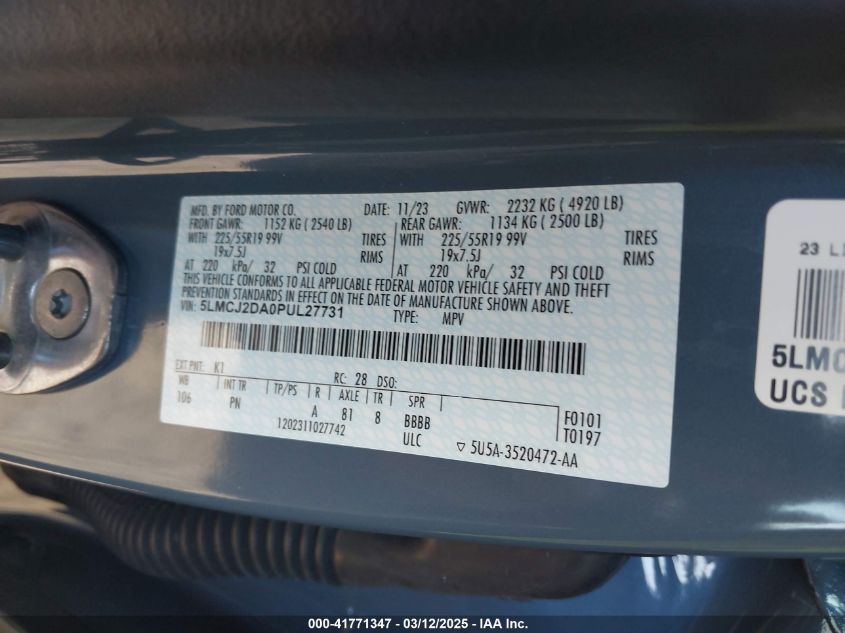 MFD. BY FORD MOTOR CO. DATE: 11/23 GVWR: 2232 KG ( 4920 LB)
FRONT GAWR: 1152 KG ( 2540 LB) REAR GAWR: 1134 KG ( 2500 LB)
WITH 225/55R19 99V TIRES WITH 225/55R19 99V TIRES
19x7.5J RIMS 19x7.5J RIMS
AT 220 kPa/ 32 PSI COLD AT 220 kPa/ 32 PSI COLD
THIS VEHICLE CONFORMS TO ALL APPLICABLE FEDERAL MOTOR VEHICLE SAFETY AND THEFT
PREVENTION STANDARDS IN EFFECT ON THE DATE OF MANUFACTURE SHOWN ABOVE.
VIN: 5LMCJ2DA0PUL27731 TYPE: MPV
EXT PNT: K1 RC: 28 DSO:
WB INT TR TP/PS R AXLE TR SPR
106 PN A 81 8 BBBB F0101
1202311027742 ULC T0197
▽ 5U5A-3520472-AA
23 LI
5LMC
UCS
000-41771347 - 03/12/2025 - IAA Inc.